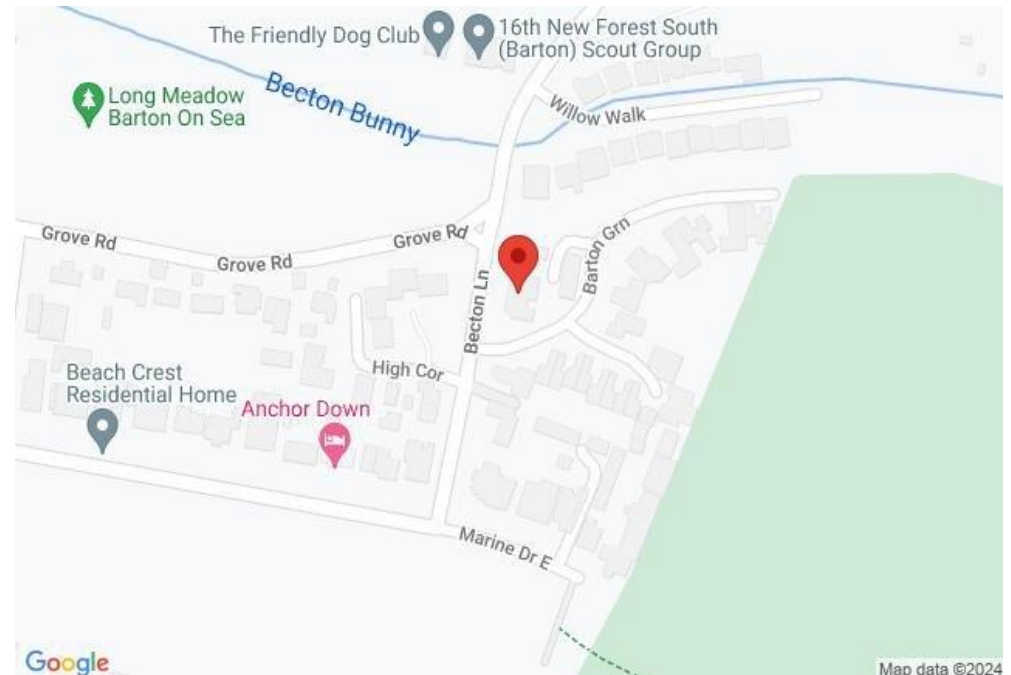 The Friendly Dog Club
16th New Forest South
(Barton) Scout Group
Long Meadow
Barton On Sea
Becton Bunny
Willow Walk
Grove Rd
Grove Rd
Grove Rd
Barton Grn
Becton Ln
High Cor
Beach Crest
Residential Home
Anchor Down
Marine Dr E
Google
Map data ©2024